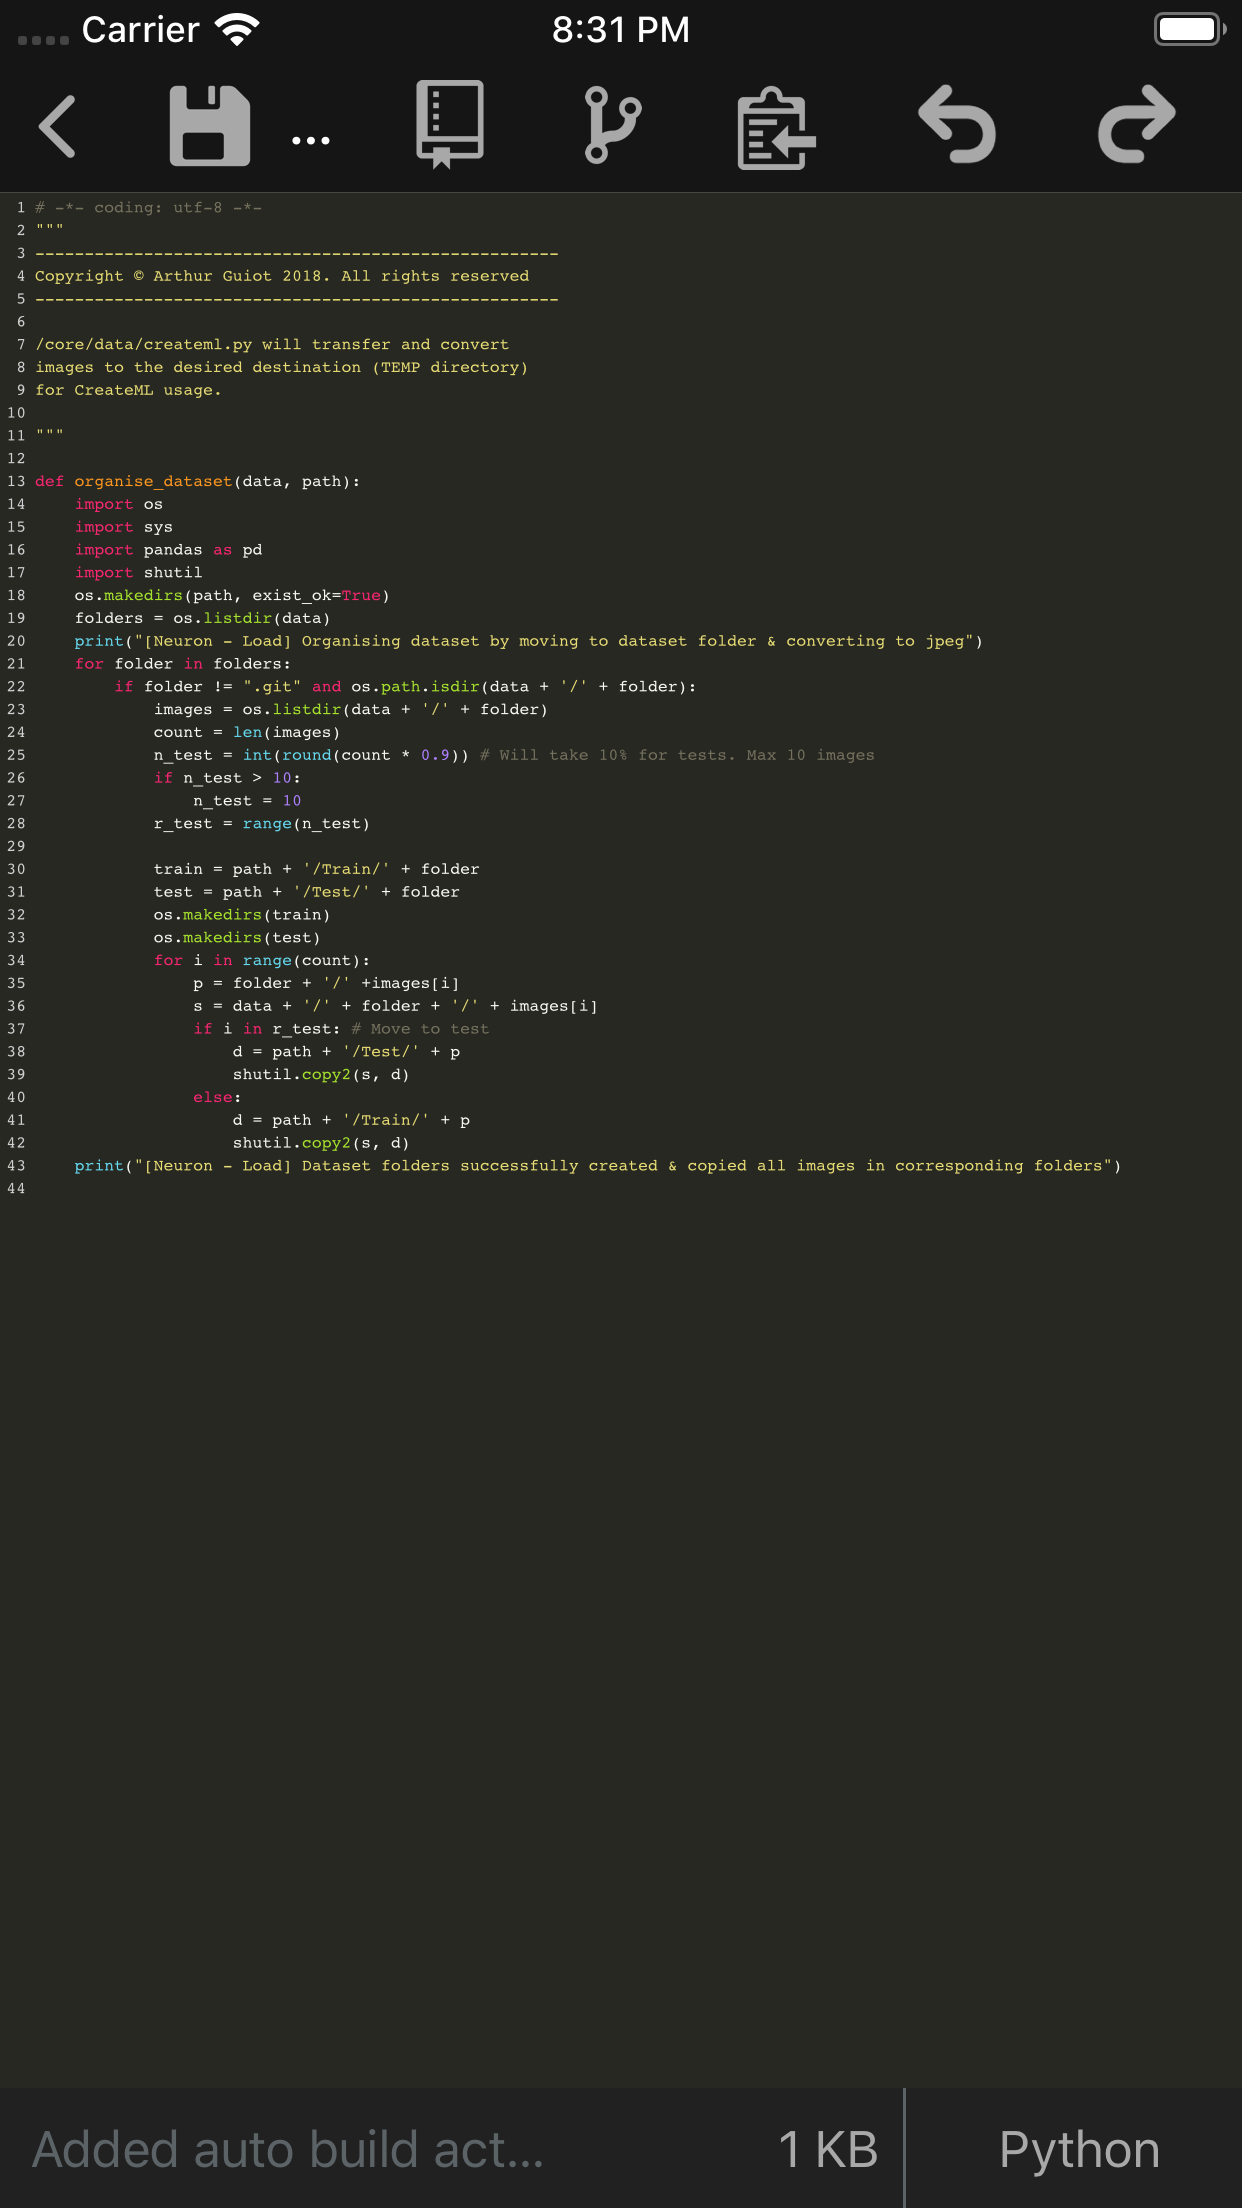 Carrier 8:31 PM
...
1 # -*- coding: utf-8 -*-
2 """
3 -----------------------------------------------------
4 Copyright © Arthur Guiot 2018. All rights reserved
5 -----------------------------------------------------
6
7 /core/data/createml.py will transfer and convert
8 images to the desired destination (TEMP directory)
9 for CreateML usage.
10
11 """
12
13 def organise_dataset(data, path):
14     import os
15     import sys
16     import pandas as pd
17     import shutil
18     os.makedirs(path, exist_ok=True)
19     folders = os.listdir(data)
20     print("[Neuron - Load] Organising dataset by moving to dataset folder & converting to jpeg")
21     for folder in folders:
22         if folder != ".git" and os.path.isdir(data + '/' + folder):
23             images = os.listdir(data + '/' + folder)
24             count = len(images)
25             n_test = int(round(count * 0.9)) # Will take 10% for tests. Max 10 images
26             if n_test > 10:
27                 n_test = 10
28             r_test = range(n_test)
29
30             train = path + '/Train/' + folder
31             test = path + '/Test/' + folder
32             os.makedirs(train)
33             os.makedirs(test)
34             for i in range(count):
35                 p = folder + '/' +images[i]
36                 s = data + '/' + folder + '/' + images[i]
37                 if i in r_test: # Move to test
38                     d = path + '/Test/' + p
39                     shutil.copy2(s, d)
40                 else:
41                     d = path + '/Train/' + p
42                     shutil.copy2(s, d)
43     print("[Neuron - Load] Dataset folders successfully created & copied all images in corresponding folders")
44
Added auto build act... 1 KB Python